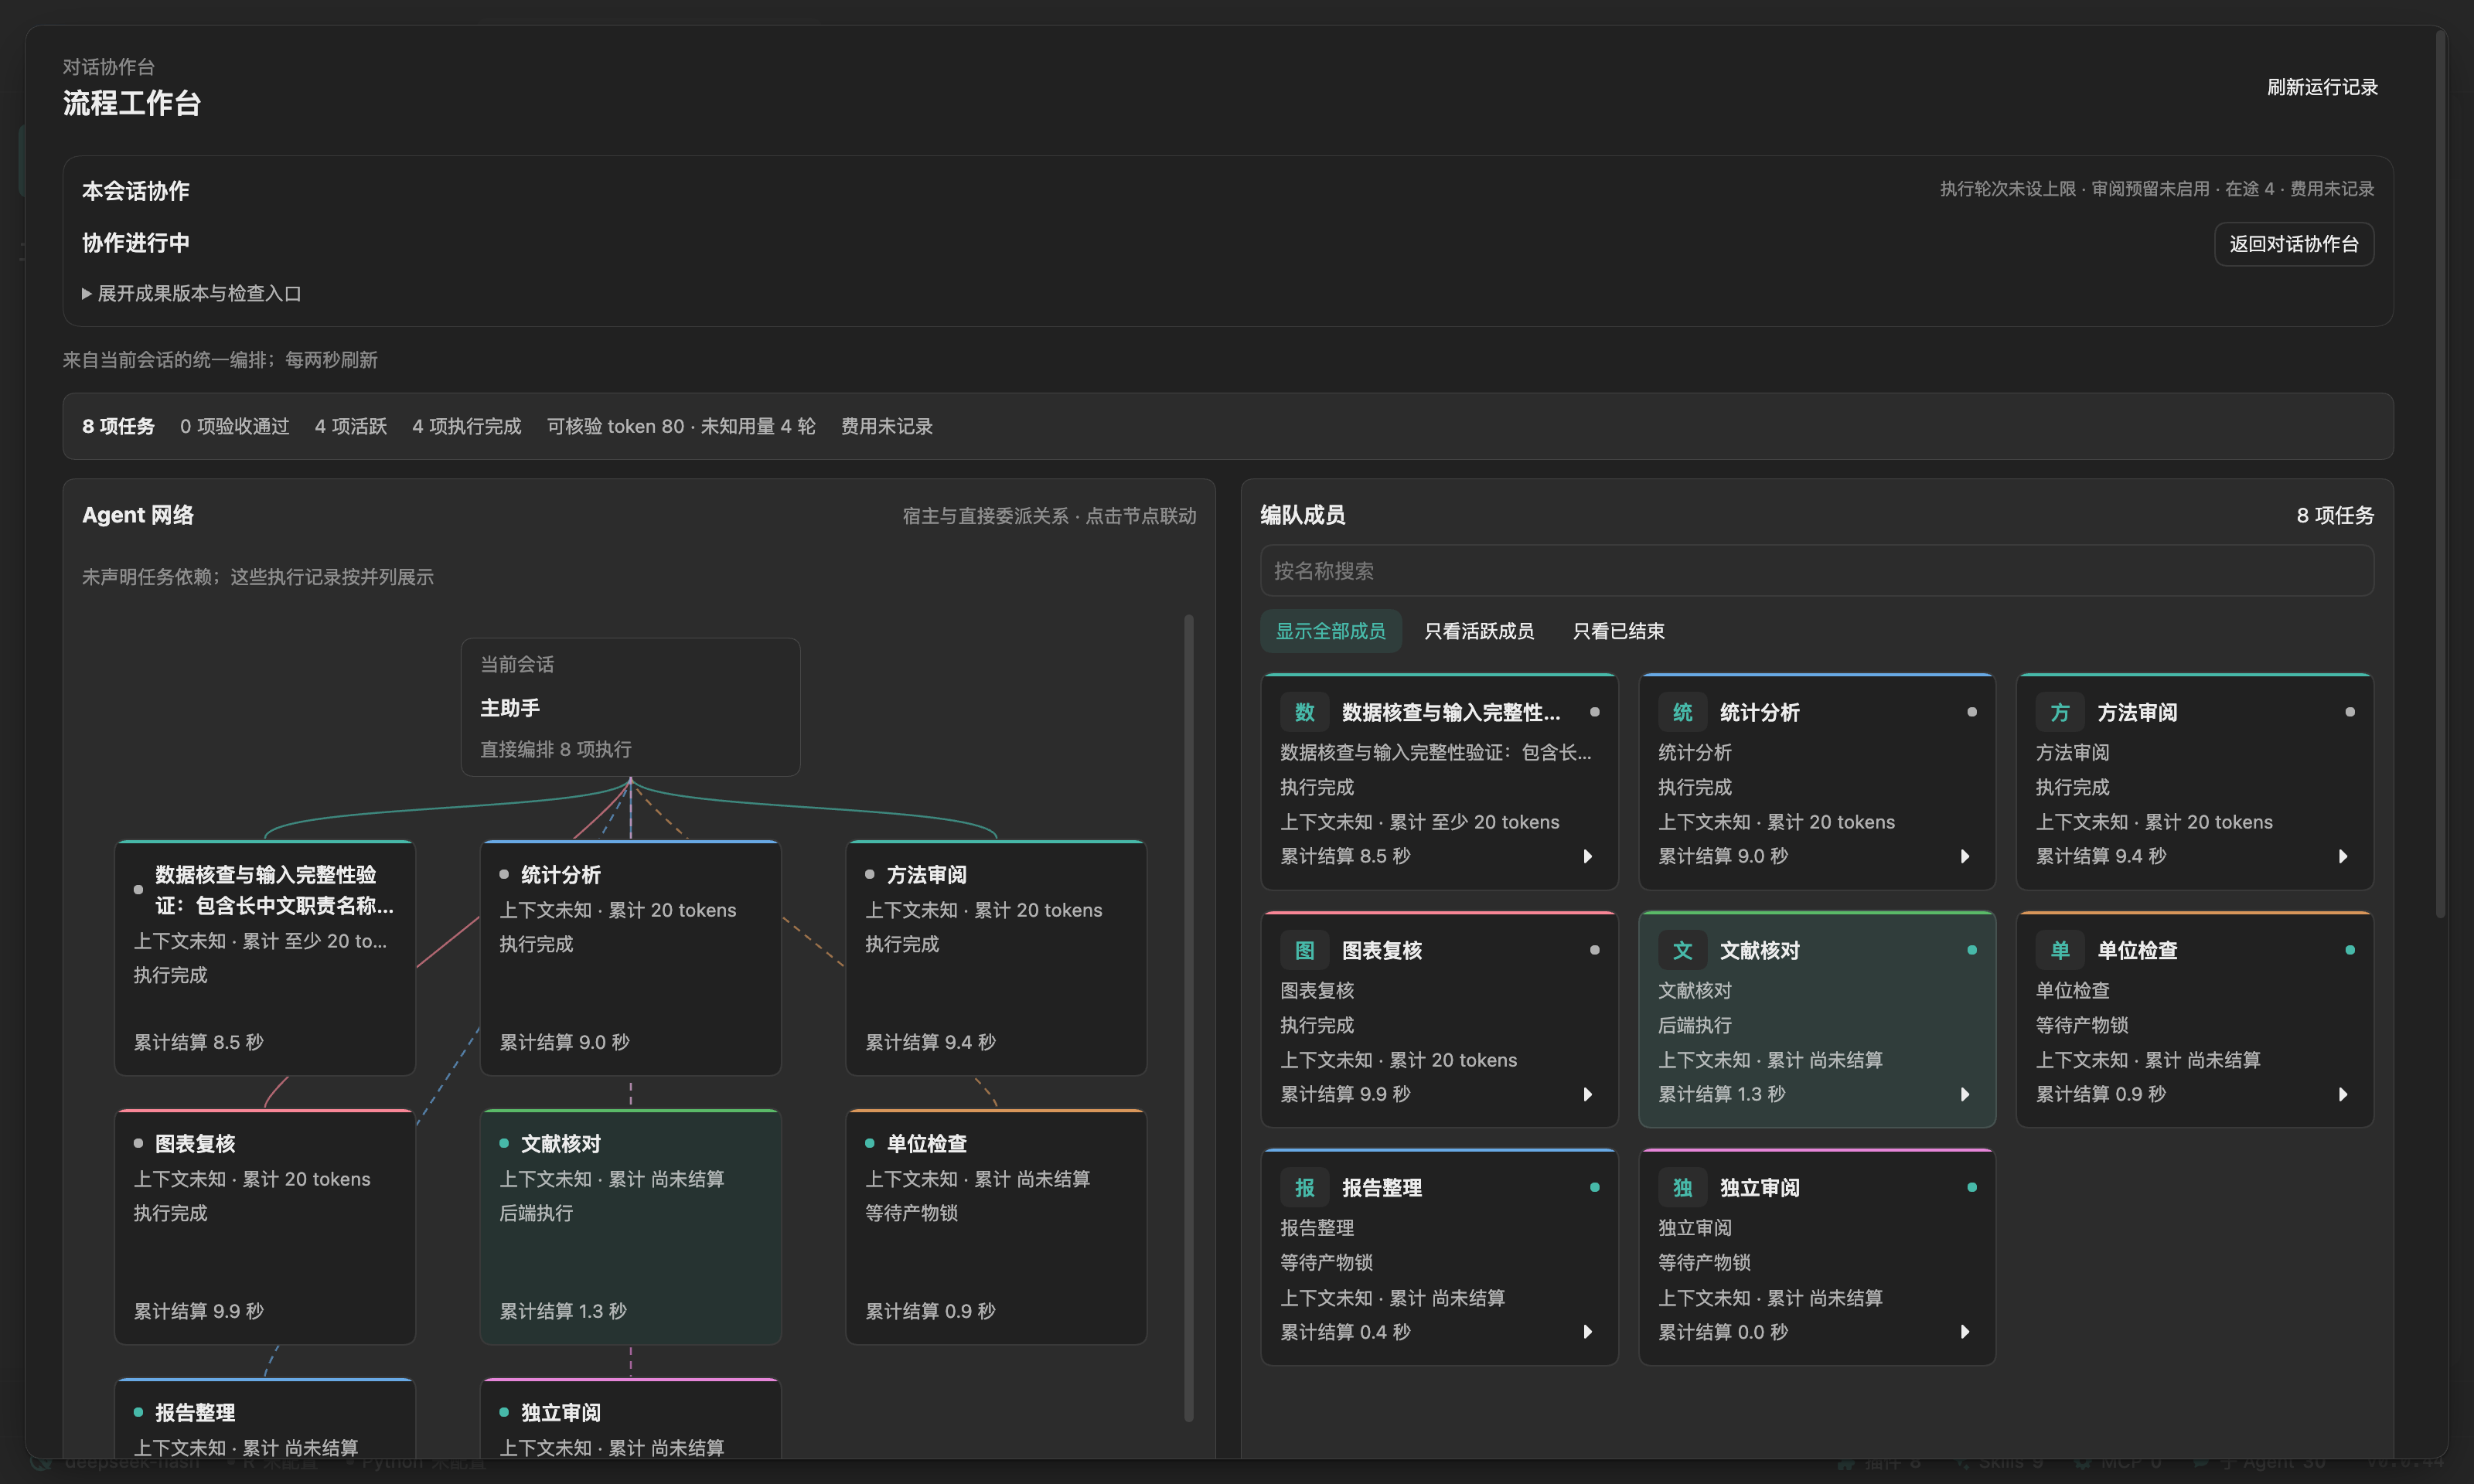 对话协作台
流程工作台
刷新运行记录
本会话协作
执行轮次未设上限 · 审阅预留未启用 · 在途 4 · 费用未记录
协作进行中
返回对话协作台
展开成果版本与检查入口
来自当前会话的统一编排；每两秒刷新
8 项任务 0 项验收通过 4 项活跃 4 项执行完成 可核验 token 80 · 未知用量 4 轮 费用未记录
Agent 网络
宿主与直接委派关系 · 点击节点联动
未声明任务依赖；这些执行记录按并列展示
当前会话
主助手
直接编排 8 项执行
数据核查与输入完整性验
证：包含长中文职责名称...
上下文未知 · 累计 至少 20 to...
执行完成
累计结算 8.5 秒
统计分析
上下文未知 · 累计 20 tokens
执行完成
累计结算 9.0 秒
方法审阅
上下文未知 · 累计 20 tokens
执行完成
累计结算 9.4 秒
图表复核
上下文未知 · 累计 20 tokens
执行完成
累计结算 9.9 秒
文献核对
上下文未知 · 累计 尚未结算
后端执行
累计结算 1.3 秒
单位检查
上下文未知 · 累计 尚未结算
等待产物锁
累计结算 0.9 秒
报告整理
上下文未知 · 累计 尚未结算
独立审阅
上下文未知 · 累计 尚未结算
编队成员
8 项任务
按名称搜索
显示全部成员 只看活跃成员 只看已结束
数 数据核查与输入完整性...
数据核查与输入完整性验证：包含长...
执行完成
上下文未知 · 累计 至少 20 tokens
累计结算 8.5 秒
统 统计分析
统计分析
执行完成
上下文未知 · 累计 20 tokens
累计结算 9.0 秒
方 方法审阅
方法审阅
执行完成
上下文未知 · 累计 20 tokens
累计结算 9.4 秒
图 图表复核
图表复核
执行完成
上下文未知 · 累计 20 tokens
累计结算 9.9 秒
文 文献核对
文献核对
后端执行
上下文未知 · 累计 尚未结算
累计结算 1.3 秒
单 单位检查
单位检查
等待产物锁
上下文未知 · 累计 尚未结算
累计结算 0.9 秒
报 报告整理
报告整理
等待产物锁
上下文未知 · 累计 尚未结算
累计结算 0.4 秒
独 独立审阅
独立审阅
等待产物锁
上下文未知 · 累计 尚未结算
累计结算 0.0 秒